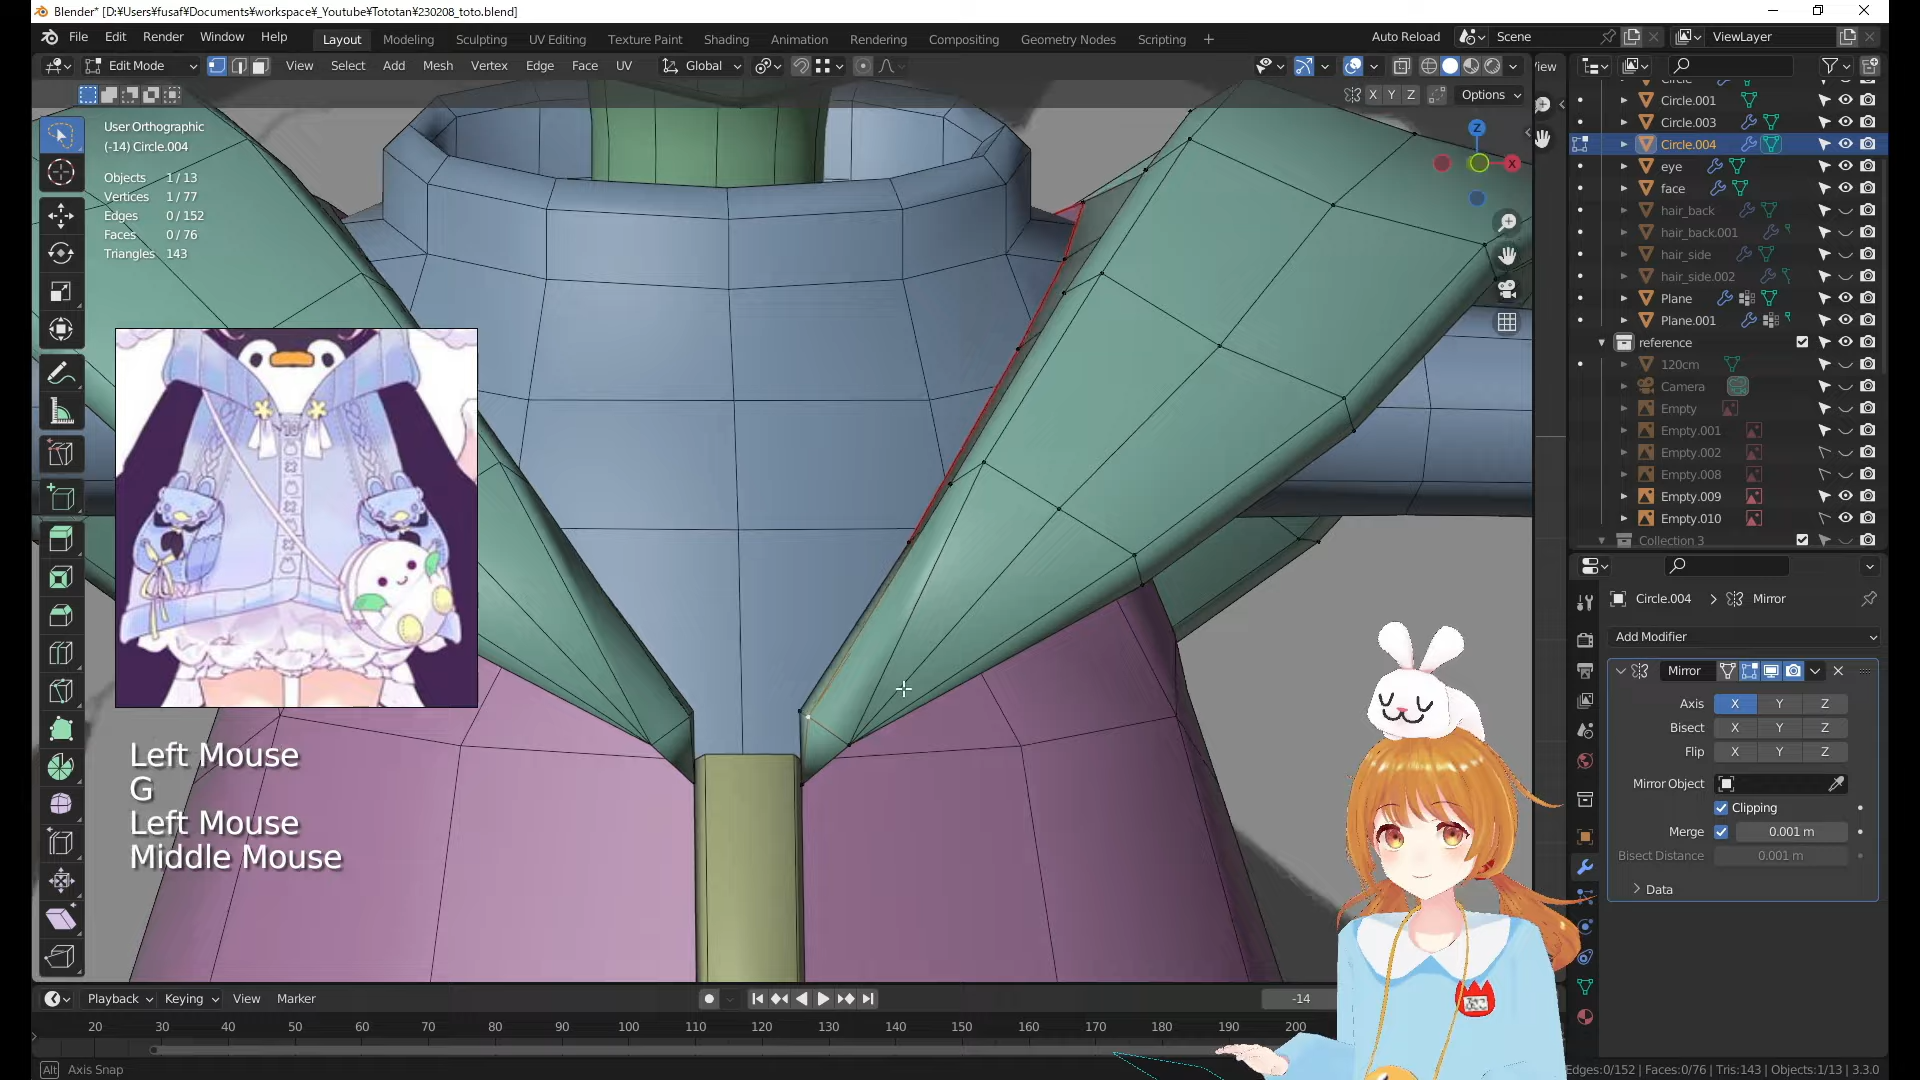 Blender* [D:¥Users¥fusaf¥Documents¥workspace¥_Youtube¥Tototan¥230208_toto.blend]
File Edit Render Window Help Layout Modeling Sculpting UV Editing Texture Paint Shading Animation Rendering Compositing Geometry Nodes Scripting + Auto Reload Scene ViewLayer
Edit Mode View Select Add Mesh Vertex Edge Face UV Global View
X Y Z Options
User Orthographic
(-14) Circle.004
Objects 1 / 13
Vertices 1 / 77
Edges 0 / 152
Faces 0 / 76
Triangles 143
Z
X
Left Mouse
G
Left Mouse
Middle Mouse
Circle.001
Circle.003
Circle.004
eye
face
hair_back
hair_back.001
hair_side
hair_side.002
Plane
Plane.001
reference
120cm
Camera
Empty
Empty.001
Empty.002
Empty.008
Empty.009
Empty.010
Collection 3
Circle.004 > Mirror
Add Modifier
Mirror
Axis X Y Z
Bisect X Y Z
Flip X Y Z
Mirror Object
Clipping
Merge 0.001 m
Bisect Distance 0.001 m
Data
Playback Keying View Marker -14
20 30 40 50 60 70 80 90 100 110 120 130 140 150 160 170 180 190 200
Alt Axis Snap
Edges:0/152 | Faces:0/76 | Tris:143 | Objects:1/13 | 3.3.0